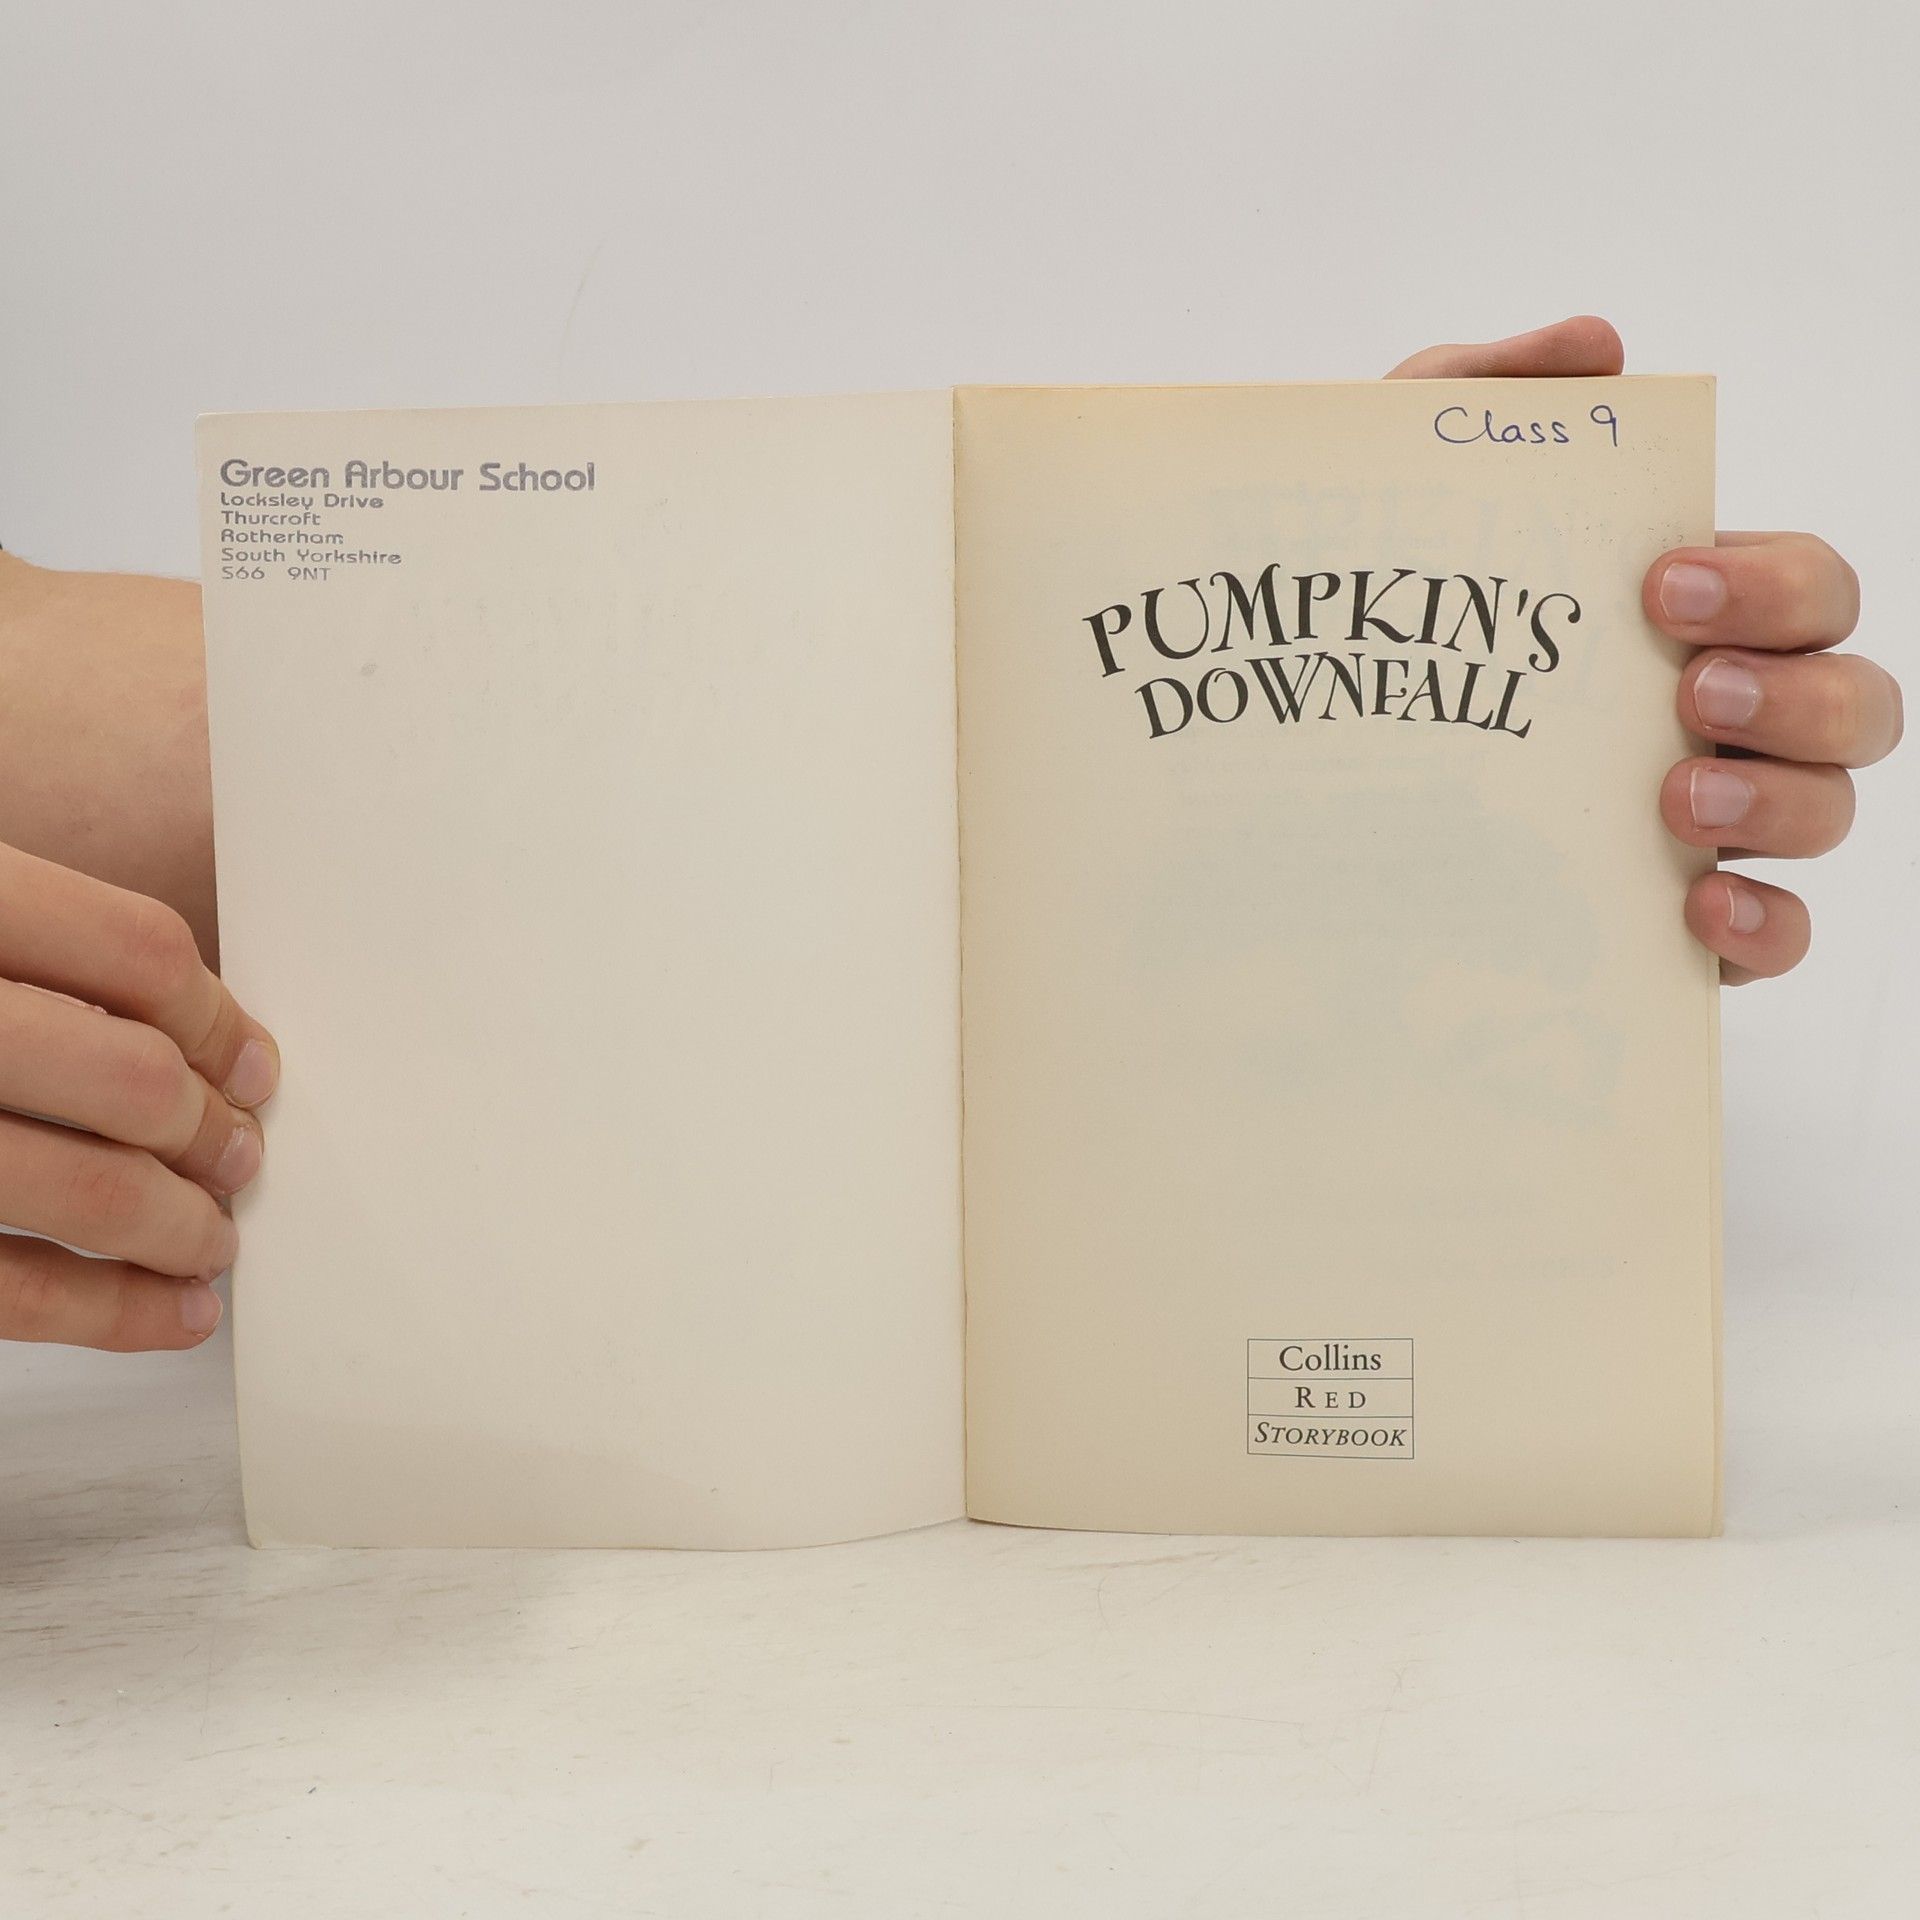 Green Arbour School
Locksley Drive
Thurcroft
Rotherham
South Yorkshire
S66 9NT
Class 9
PUMPKIN'S
DOWNFALL
Collins
RED
STORYBOOK